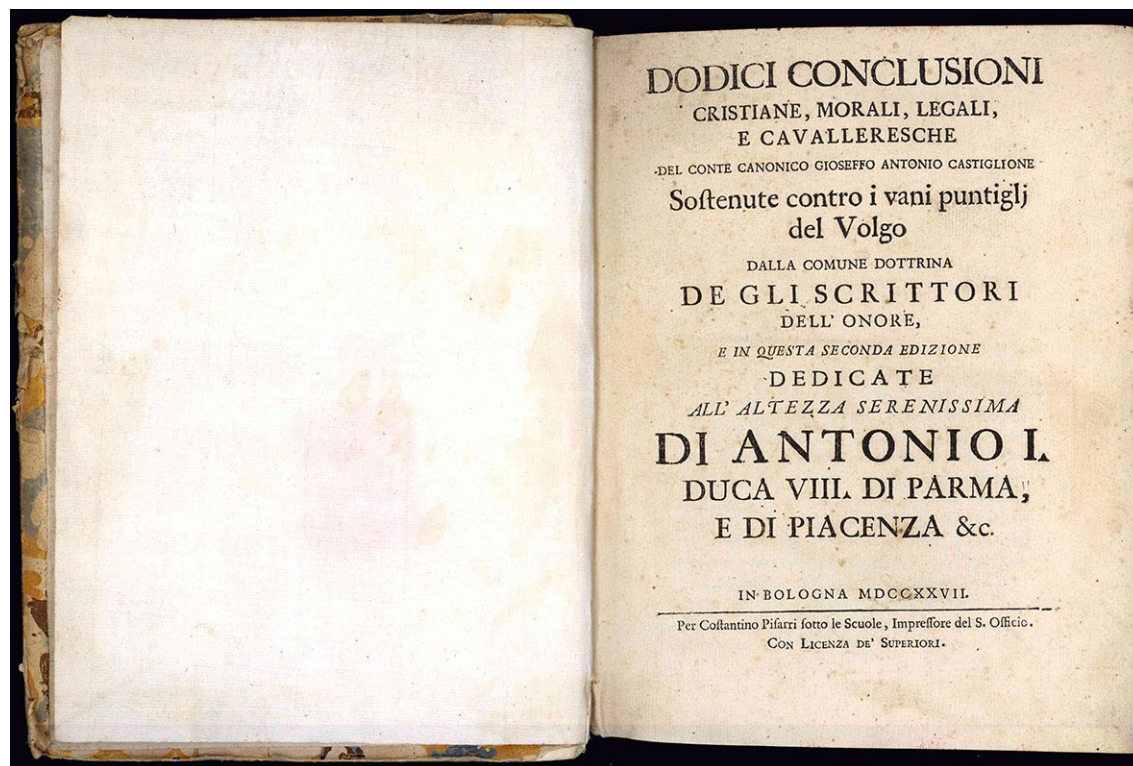 DODICI CONCLUSIONI
CRISTIANE, MORALI, LEGALI,
E CAVALLERESCHE
DEL CONTE CANONICO GIOSEFFO ANTONIO CASTIGLIONE
Soſtenute contro i vani puntiglj
del Volgo
DALLA COMUNE DOTTRINA
DE GLI SCRITTORI
DELL' ONORE,
E IN QUESTA SECONDA EDIZIONE
DEDICATE
ALL' ALTEZZA SERENISSIMA
DI ANTONIO I.
DUCA VIII. DI PARMA,
E DI PIACENZA &c.
IN BOLOGNA MDCCXXVII.
Per Coſtantino Piſarri ſotto le Scuole, Impreſſore del S. Officio.
CON LICENZA DE' SUPERIORI.